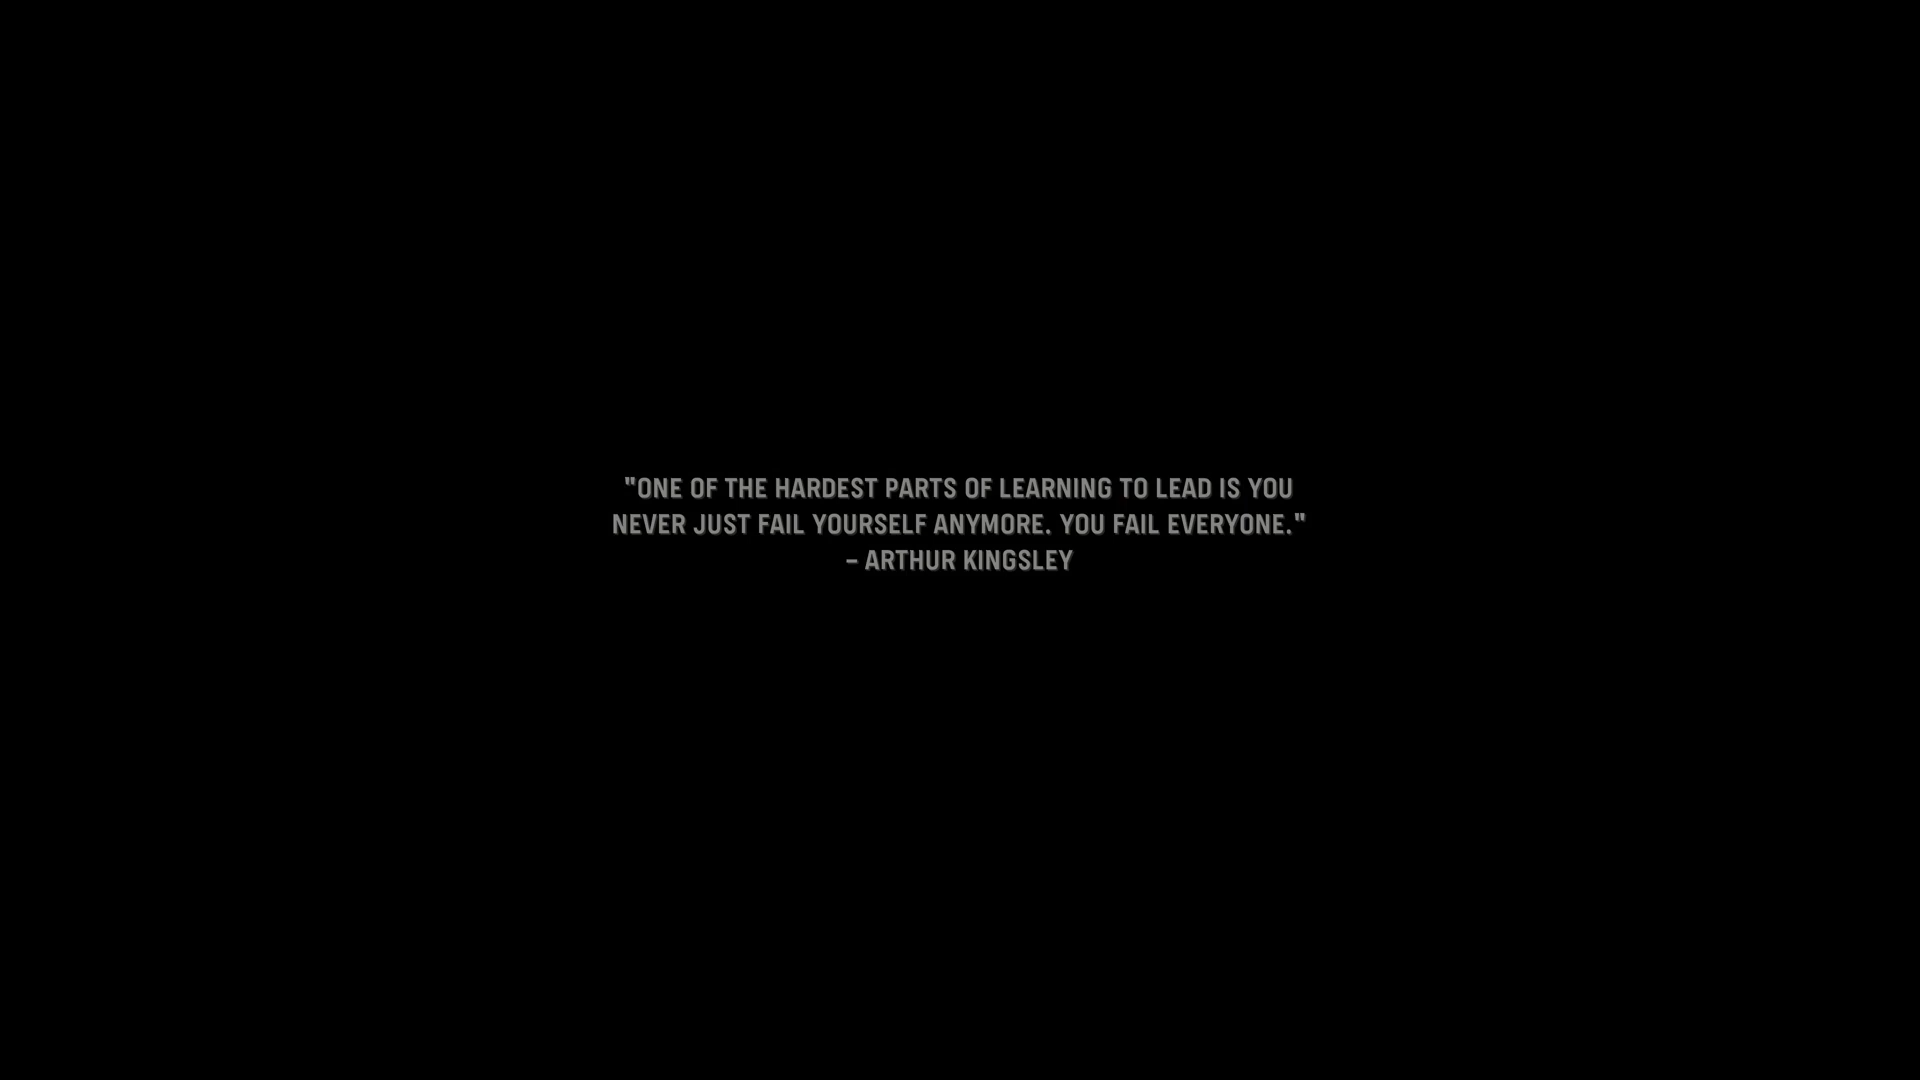 "ONE OF THE HARDEST PARTS OF LEARNING TO LEAD IS YOU
NEVER JUST FAIL YOURSELF ANYMORE. YOU FAIL EVERYONE."
– ARTHUR KINGSLEY